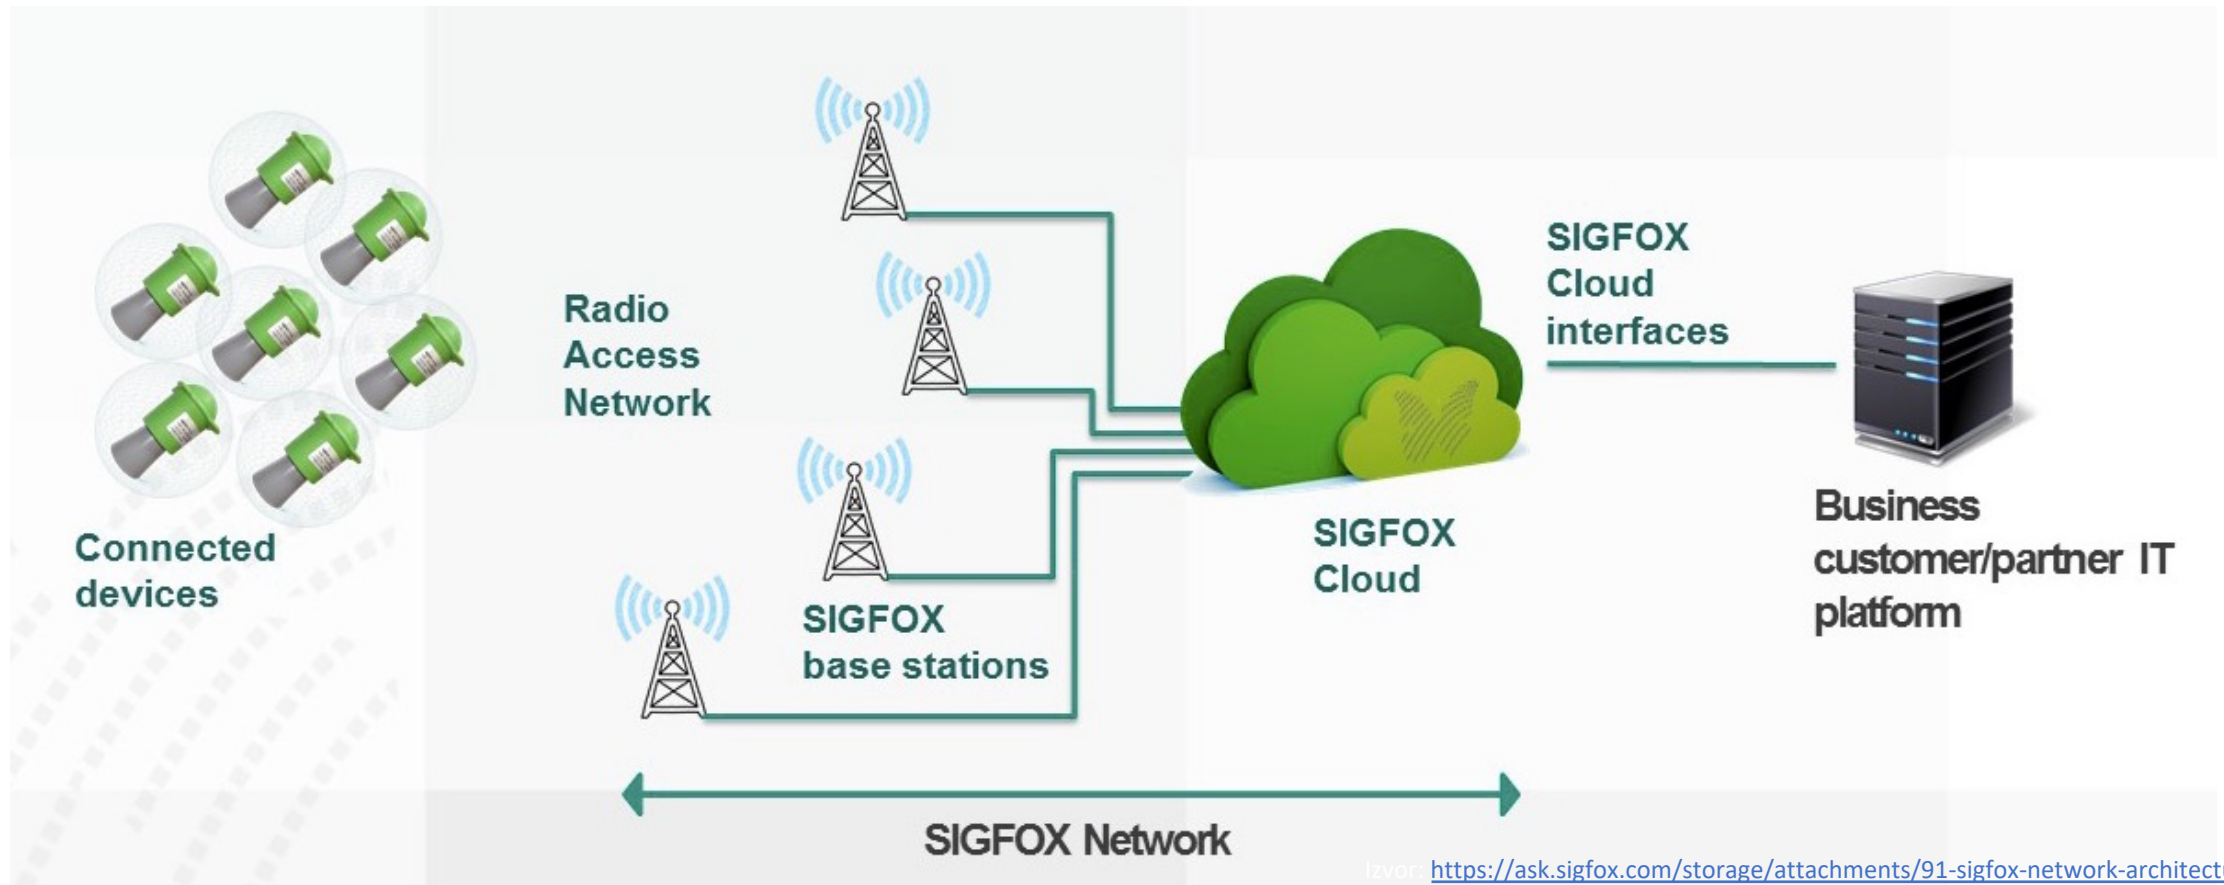 Connected
devices
Radio
Access
Network
SIGFOX
base stations
SIGFOX
Cloud
SIGFOX
Cloud
interfaces
Business
customer/partner IT
platform
SIGFOX Network
Izvor: https://ask.sigfox.com/storage/attachments/91-sigfox-network-architect